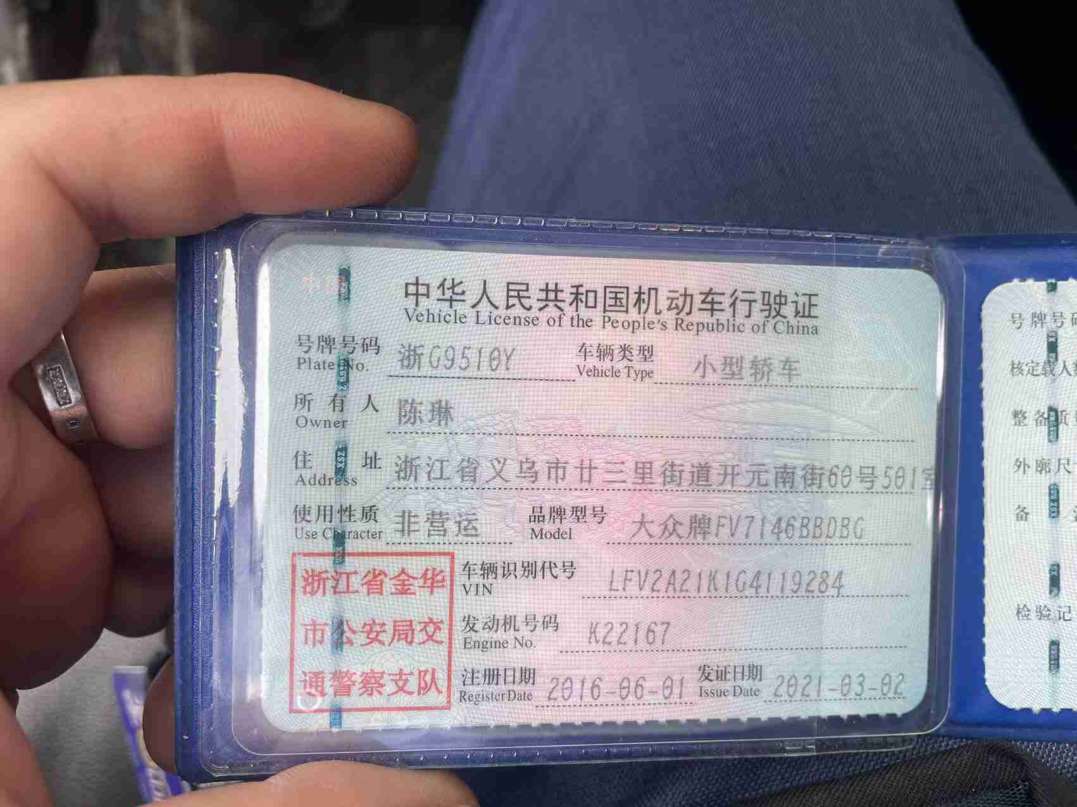 中华人民共和国机动车行驶证
Vehicle License of the People's Republic of China
号牌号码 浙G9510Y 车辆类型 小型轿车
Plate No. Vehicle Type
所有人 陈琳
Owner
住址 浙江省义乌市廿三里街道开元南街60号501室
Address
使用性质 非营运 品牌型号 大众牌FV7146BBDBG
Use Character Model
浙江省金华
市公安局交
通警察支队
车辆识别代号 LFV2A21K1G4119284
VIN
发动机号码 K22167
Engine No.
注册日期 2016-06-01 发证日期 2021-03-02
Register Date Issue Date
号牌号码
核定载人
整备质量
外廓尺
备
检验记